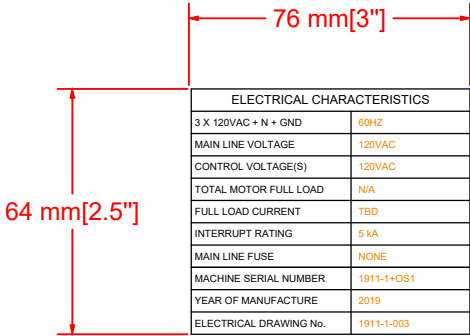 76 mm[3"]
64 mm[2.5"]
ELECTRICAL CHARACTERISTICS
3 X 120VAC + N + GND 60HZ
MAIN LINE VOLTAGE 120VAC
CONTROL VOLTAGE(S) 120VAC
TOTAL MOTOR FULL LOAD N/A
FULL LOAD CURRENT TBD
INTERRUPT RATING 5 kA
MAIN LINE FUSE NONE
MACHINE SERIAL NUMBER 1911-1+OS1
YEAR OF MANUFACTURE 2019
ELECTRICAL DRAWING No. 1911-1-003